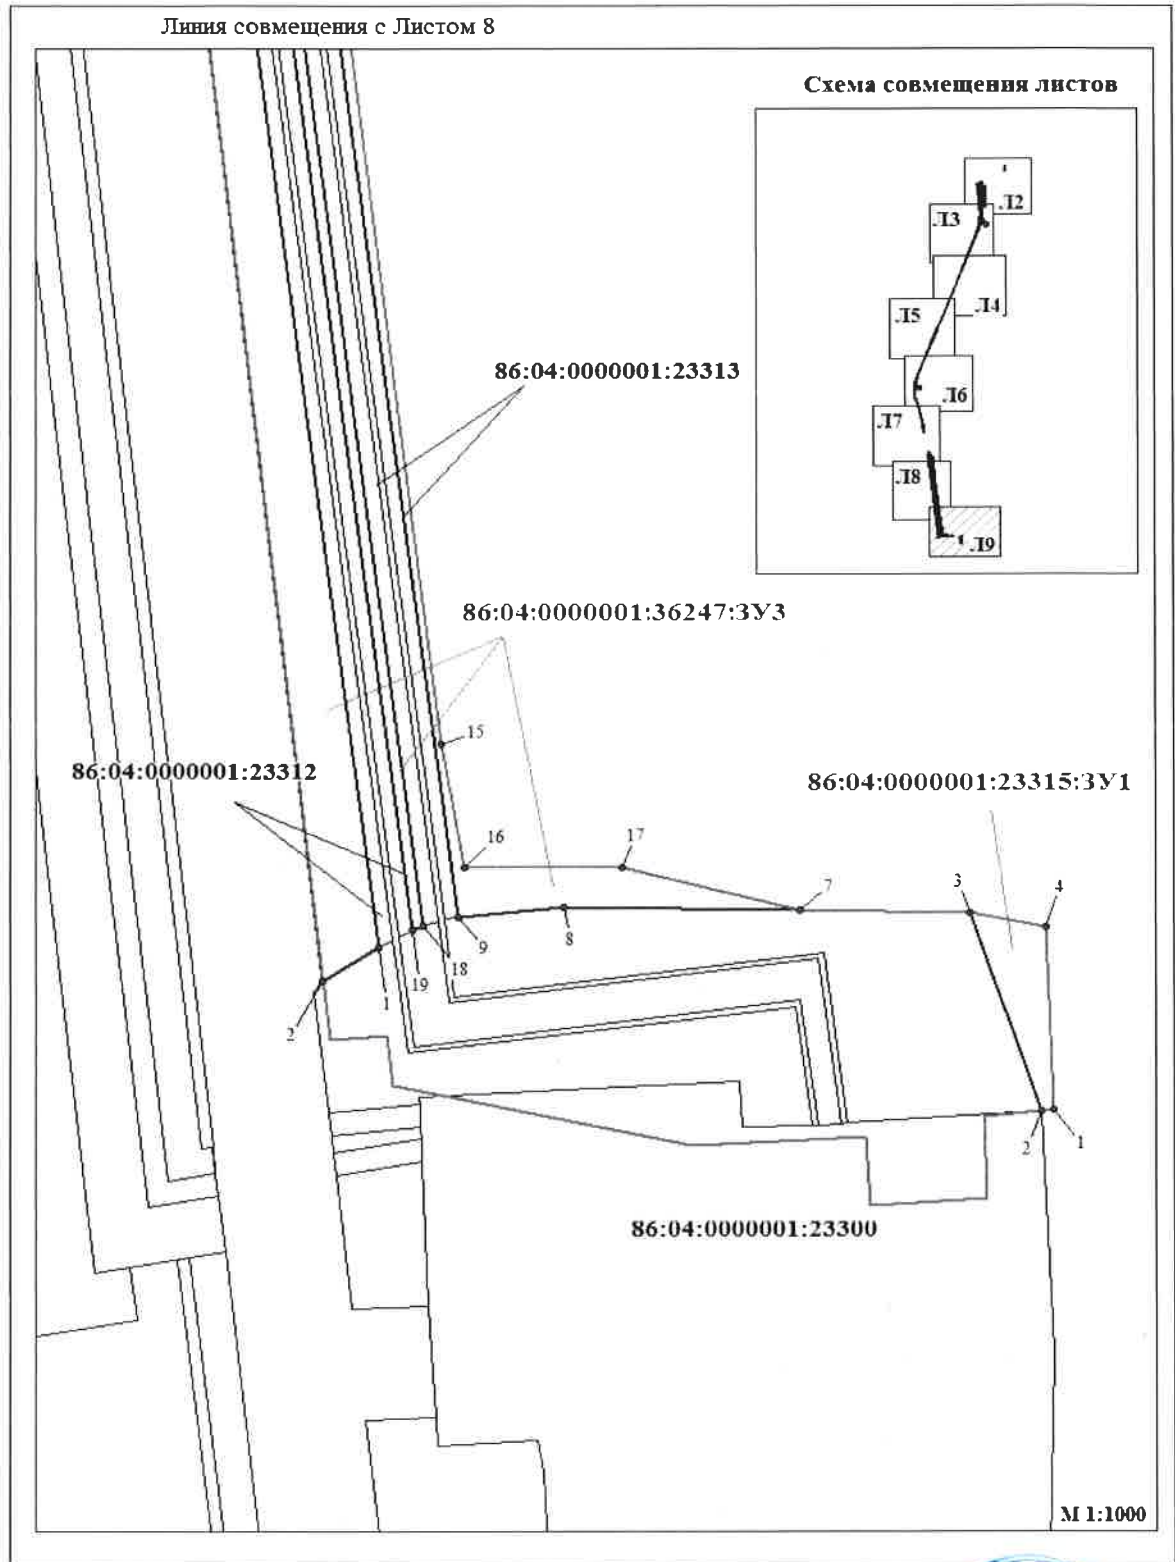 Линия совмещения с Листом 8
Схема совмещения листов
Л2
Л3
Л4
Л5
Л6
Л7
Л8
Л9
86:04:0000001:23313
86:04:0000001:36247:ЗУ3
15
86:04:0000001:23312
86:04:0000001:23315:ЗУ1
16
17
7
3
4
8
9
18
19
1
2
2
1
86:04:0000001:23300
М 1:1000